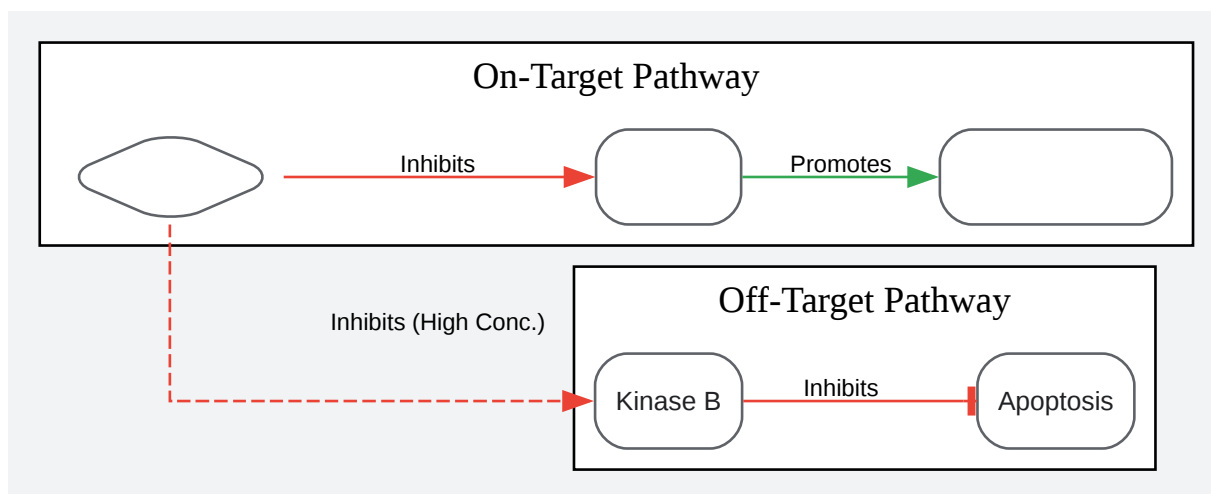 On-Target Pathway
Inhibits
Promotes
Inhibits (High Conc.)
Off-Target Pathway
Kinase B
Inhibits
Apoptosis